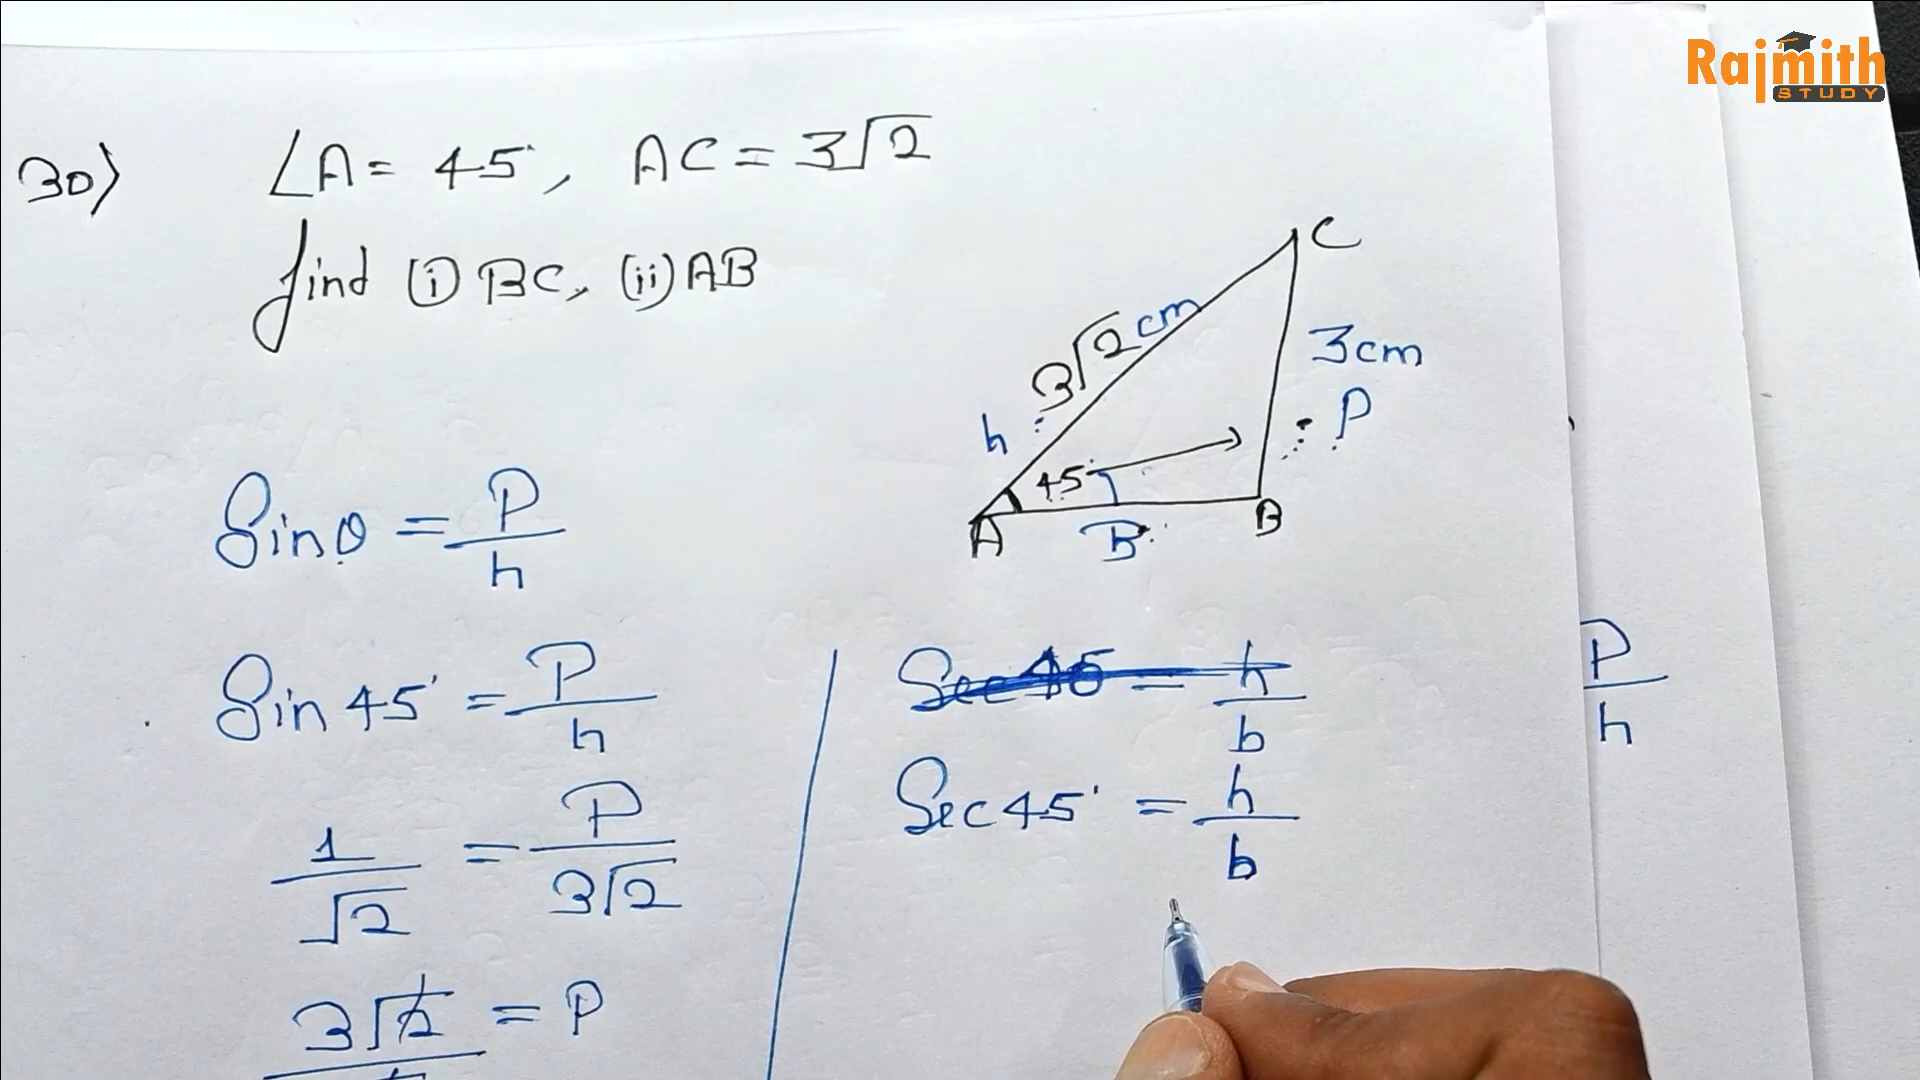 Rajmith
STUDY
30) ∠A = 45°, AC = 3√2
find (i) BC, (ii) AB
C
3√2 cm
3cm
h
P
45°
A
B
B
Sinθ = P/h
Sin 45° = P/h
1/√2 = P/3√2
3√2 = P
Sec 45 = h/b
Sec 45° = h/b
P/h